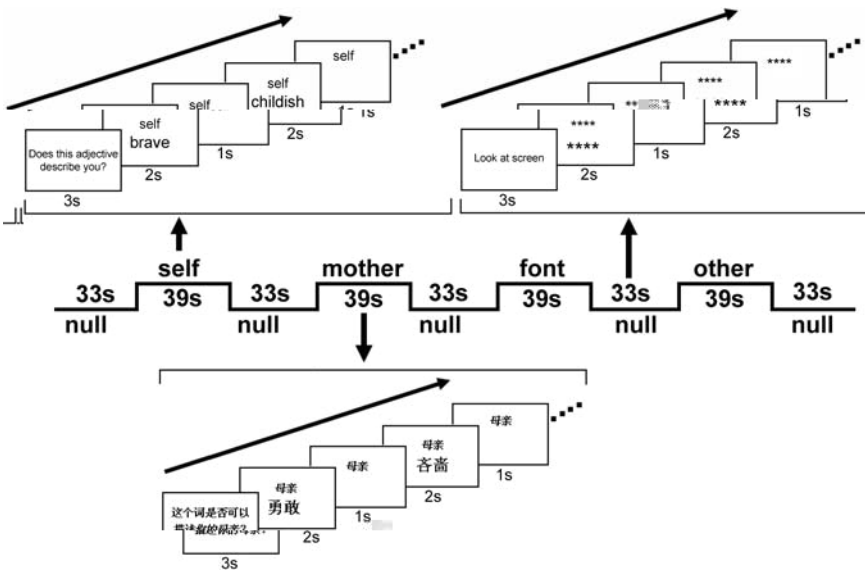 self
self
childish
self
self
brave
Does this adjective
describe you?
1s
2s
1s
2s
3s
****
****
****
****
****
Look at screen
1s
2s
1s
2s
3s
self
mother
font
other
33s
39s
33s
39s
33s
39s
33s
39s
33s
null
null
null
null
null
母亲
母亲
吝啬
母亲
母亲
勇敢
这个词是否可以
1s
2s
1s
2s
3s